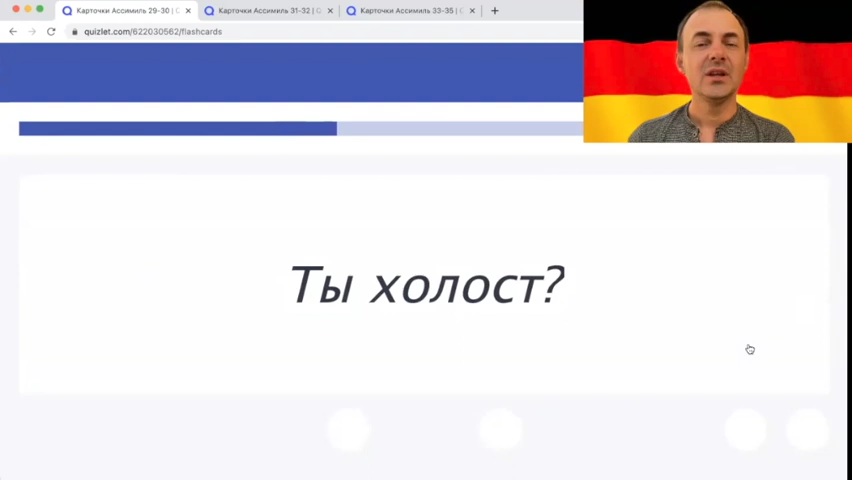 Карточки Ассимиль 29-30 | C
Карточки Ассимиль 31-32 | Q
Карточки Ассимиль 33-35 | C
quizlet.com/622030562/flashcards
Ты холост?